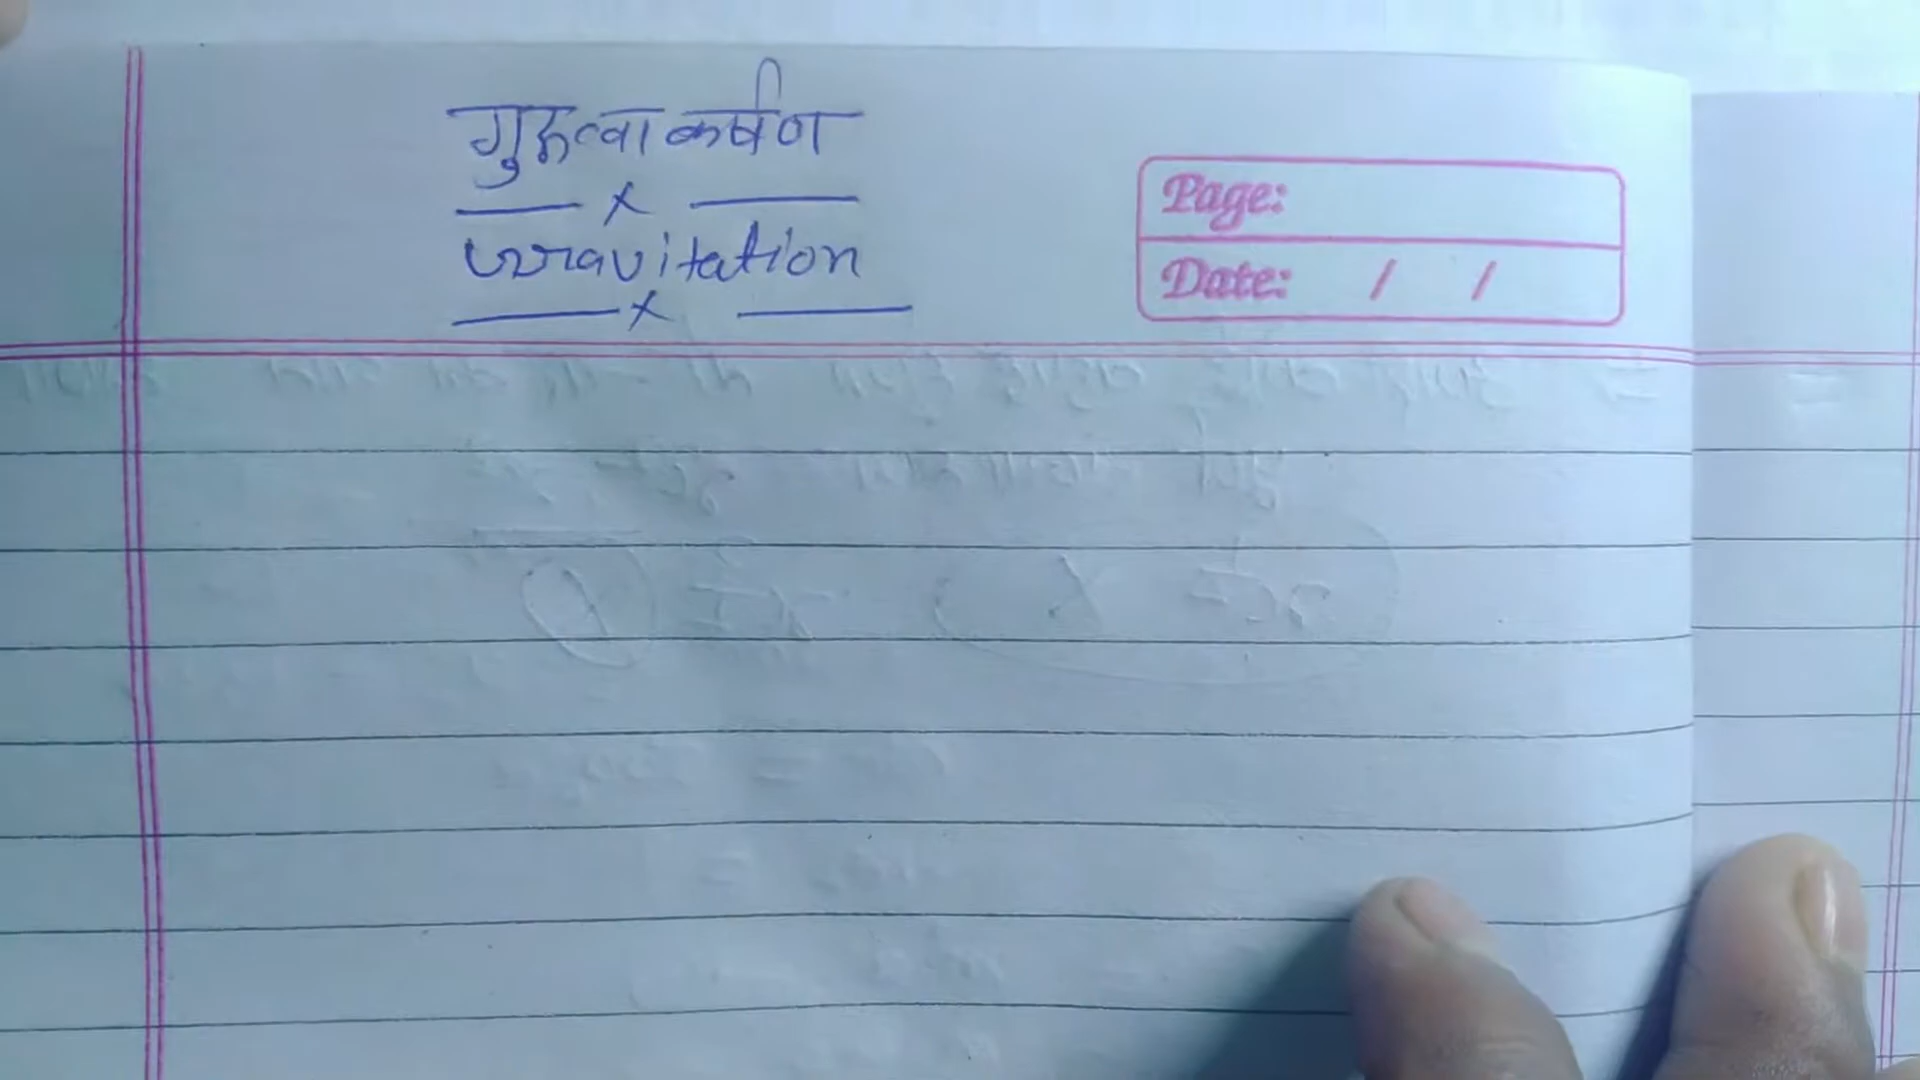 गुरुत्वाकर्षण
x
Gravitation
x
Page:
Date: / /